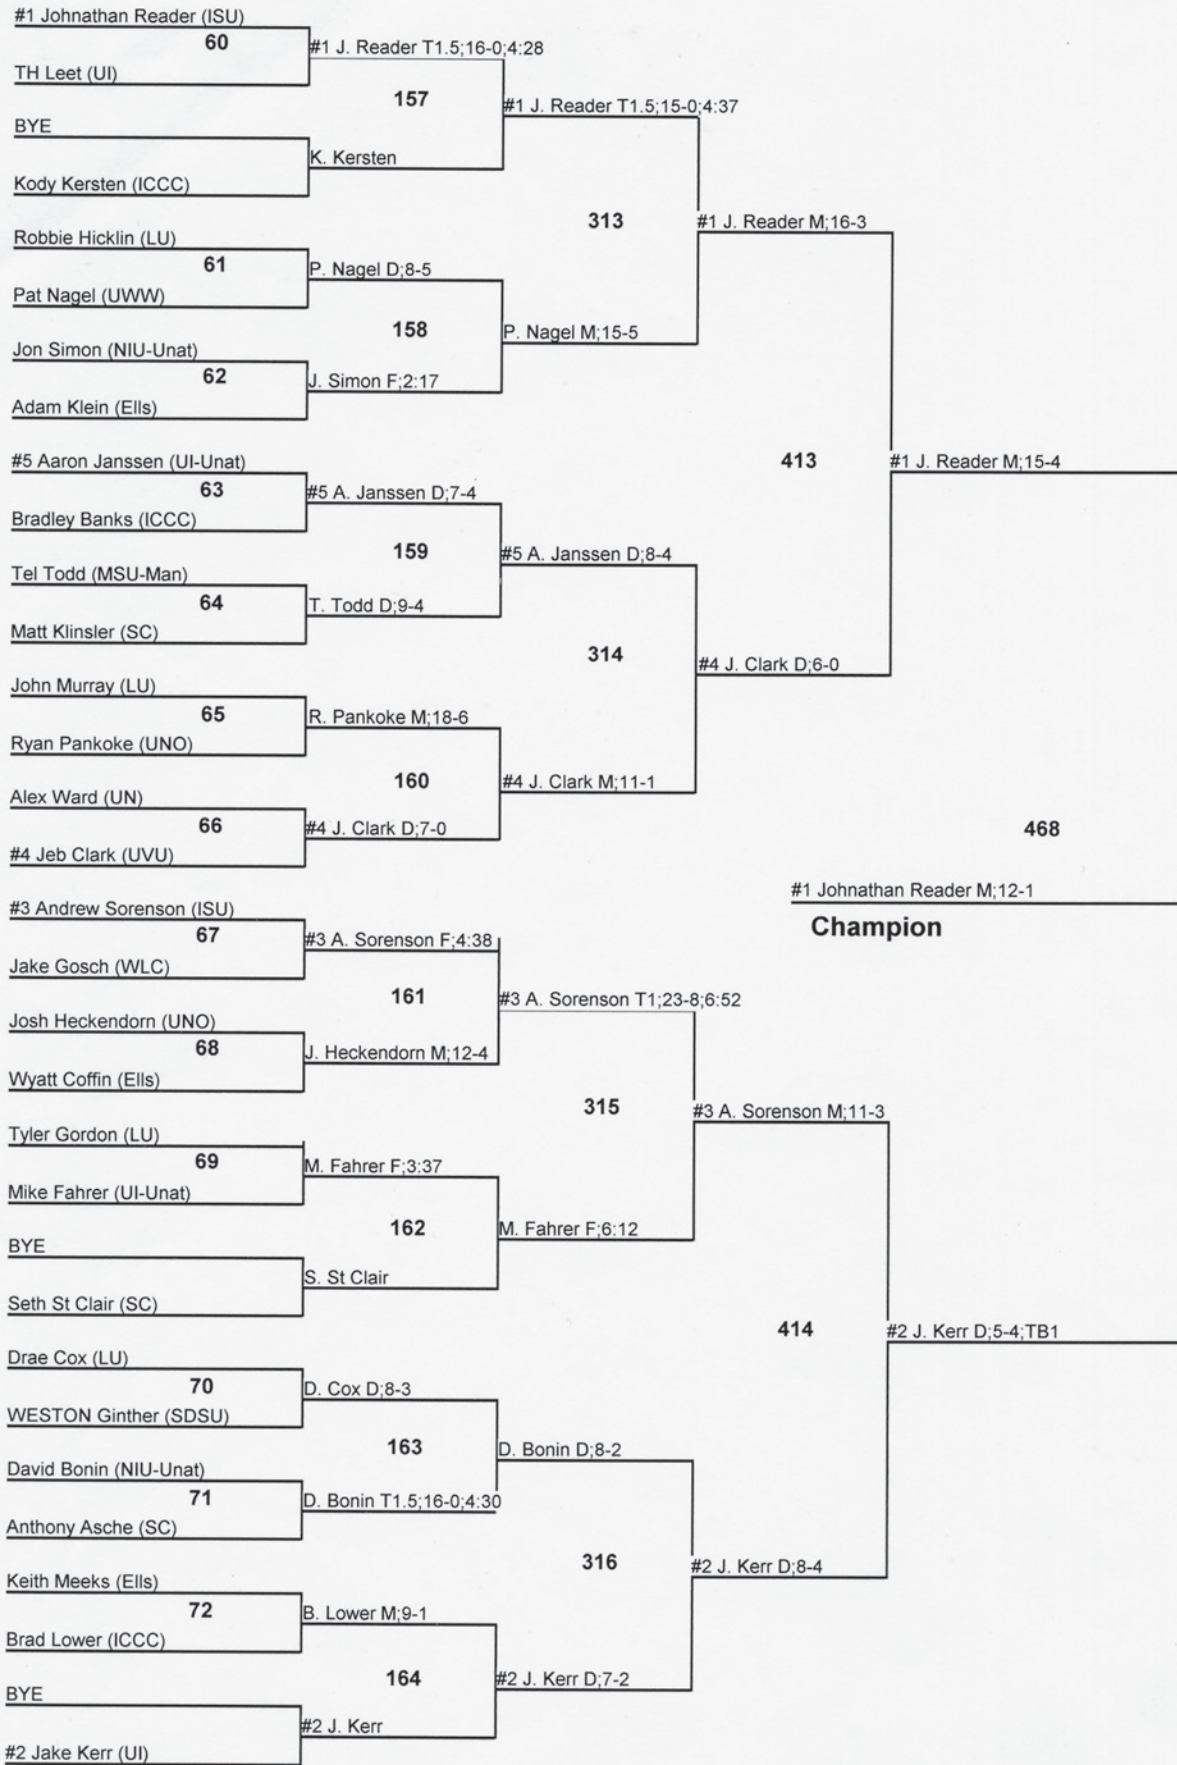 #1 Johnathan Reader (ISU)
60
#1 J. Reader T1.5;16-0;4:28
TH Leet (UI)
157
#1 J. Reader T1.5;15-0;4:37
BYE
K. Kersten
Kody Kersten (ICCC)
313
#1 J. Reader M;16-3
Robbie Hicklin (LU)
61
P. Nagel D;8-5
Pat Nagel (UWW)
158
P. Nagel M;15-5
Jon Simon (NIU-Unat)
62
J. Simon F;2:17
Adam Klein (Ells)
413
#1 J. Reader M;15-4
#5 Aaron Janssen (UI-Unat)
63
#5 A. Janssen D;7-4
Bradley Banks (ICCC)
159
#5 A. Janssen D;8-4
Tel Todd (MSU-Man)
64
T. Todd D;9-4
Matt Klinsler (SC)
314
#4 J. Clark D;6-0
John Murray (LU)
65
R. Pankoke M;18-6
Ryan Pankoke (UNO)
160
#4 J. Clark M;11-1
Alex Ward (UN)
66
#4 J. Clark D;7-0
#4 Jeb Clark (UVU)
468
#1 Johnathan Reader M;12-1
Champion
#3 Andrew Sorenson (ISU)
67
#3 A. Sorenson F;4:38
Jake Gosch (WLC)
161
#3 A. Sorenson T1;23-8;6:52
Josh Heckendorn (UNO)
68
J. Heckendorn M;12-4
Wyatt Coffin (Ells)
315
#3 A. Sorenson M;11-3
Tyler Gordon (LU)
69
M. Fahrer F;3:37
Mike Fahrer (UI-Unat)
162
M. Fahrer F;6:12
BYE
S. St Clair
Seth St Clair (SC)
414
#2 J. Kerr D;5-4;TB1
Drae Cox (LU)
70
D. Cox D;8-3
WESTON Ginther (SDSU)
163
D. Bonin D;8-2
David Bonin (NIU-Unat)
71
D. Bonin T1.5;16-0;4:30
Anthony Asche (SC)
316
#2 J. Kerr D;8-4
Keith Meeks (Ells)
72
B. Lower M;9-1
Brad Lower (ICCC)
164
#2 J. Kerr D;7-2
BYE
#2 J. Kerr
#2 Jake Kerr (UI)